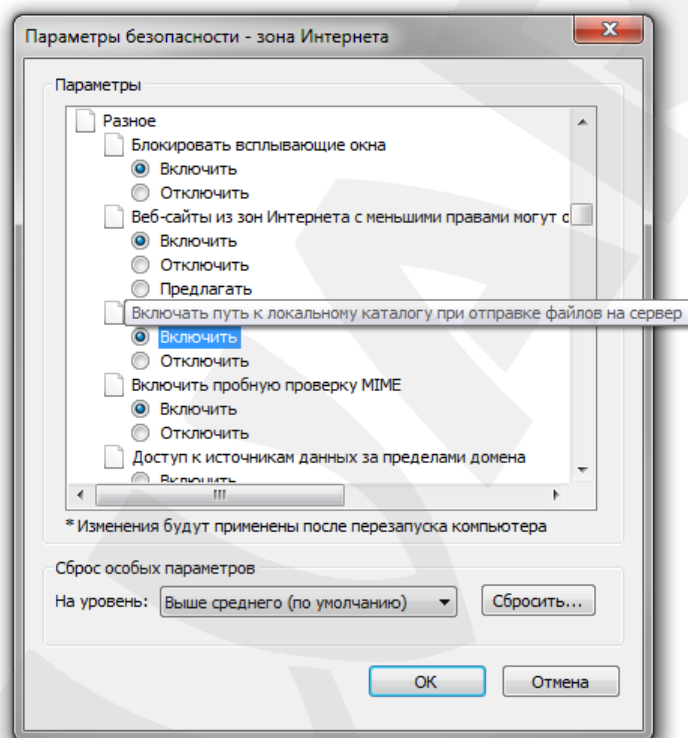 Параметры безопасности - зона Интернета
Параметры
Разное
Блокировать всплывающие окна
Включить
Отключить
Веб-сайты из зон Интернета с меньшими правами могут о
Включить
Отключить
Предлагать
Включать путь к локальному каталогу при отправке файлов на сервер
Включить
Отключить
Включить пробную проверку MIME
Включить
Отключить
Доступ к источникам данных за пределами домена
Включить
* Изменения будут применены после перезапуска компьютера
Сброс особых параметров
На уровень: Выше среднего (по умолчанию) Сбросить...
ОК Отмена